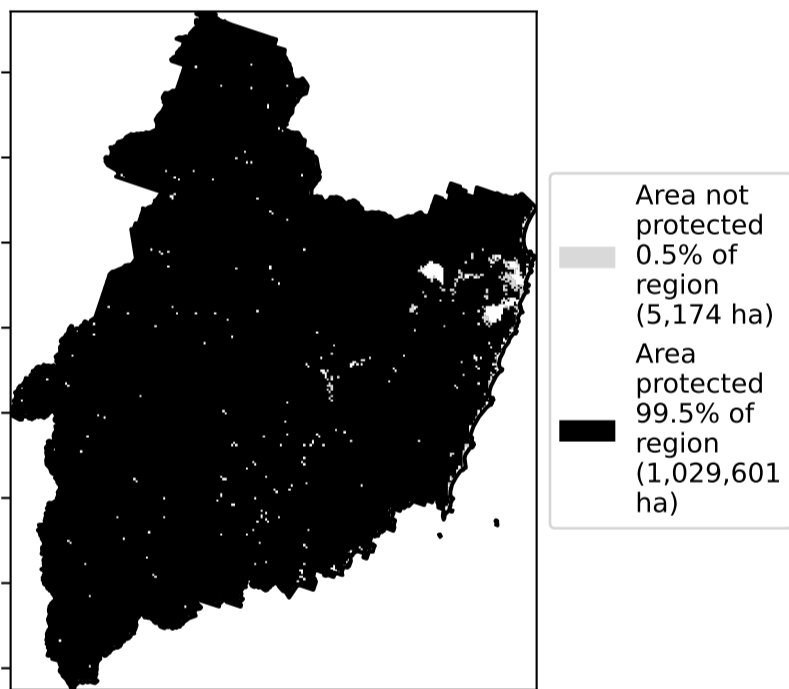 Area not
protected
0.5% of
region
(5,174 ha)
Area
protected
99.5% of
region
(1,029,601
ha)